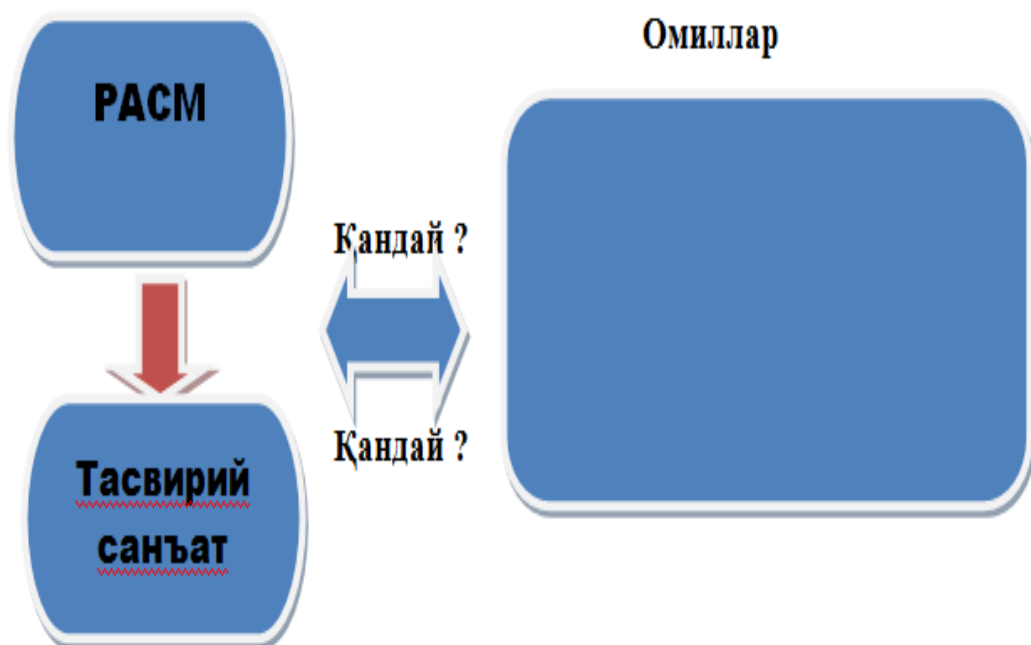 Омиллар
РАСМ
Қандай ?
Қандай ?
Тасвирий
санъат